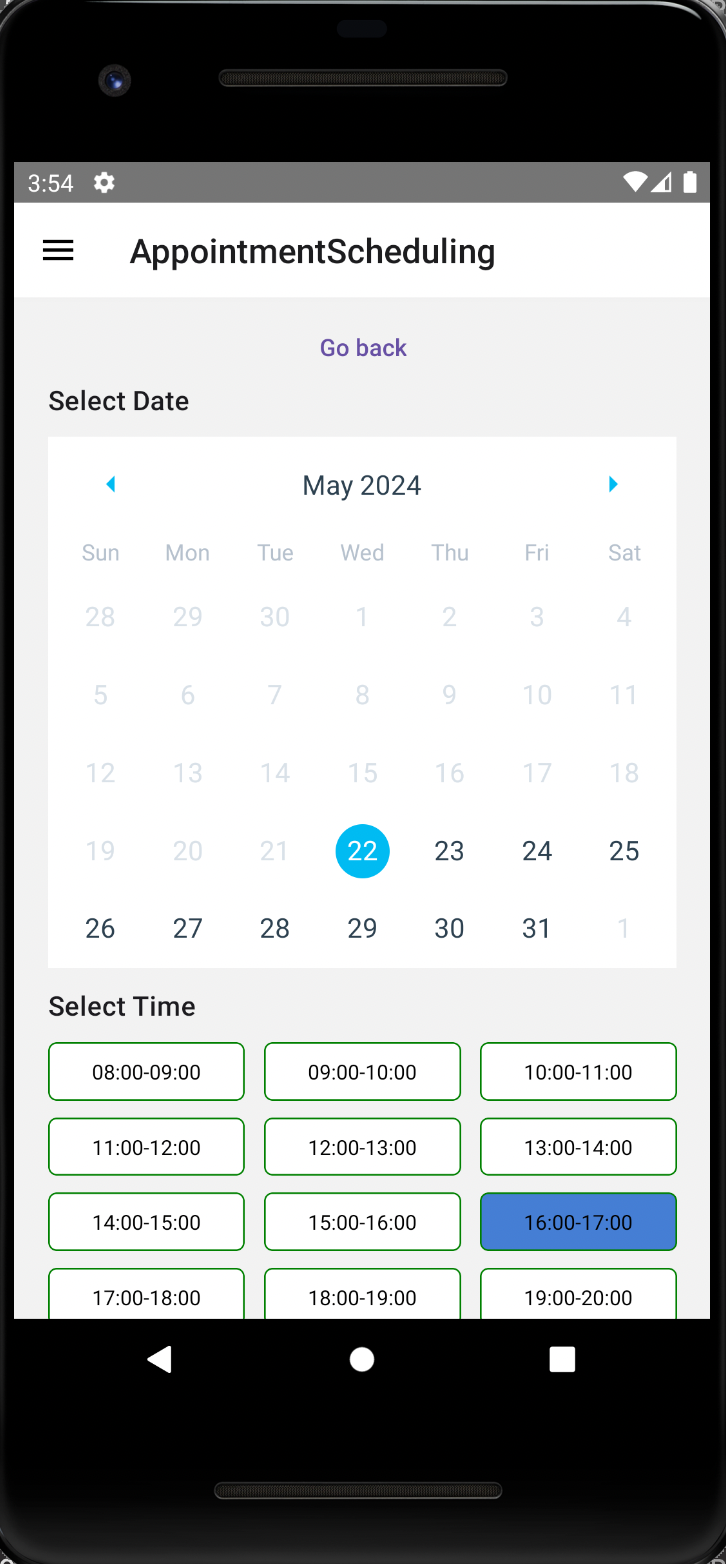 3:54
AppointmentScheduling
Go back
Select Date
May 2024
Sun Mon Tue Wed Thu Fri Sat
28 29 30 1 2 3 4
5 6 7 8 9 10 11
12 13 14 15 16 17 18
19 20 21 22 23 24 25
26 27 28 29 30 31 1
Select Time
08:00-09:00 09:00-10:00 10:00-11:00
11:00-12:00 12:00-13:00 13:00-14:00
14:00-15:00 15:00-16:00 16:00-17:00
17:00-18:00 18:00-19:00 19:00-20:00